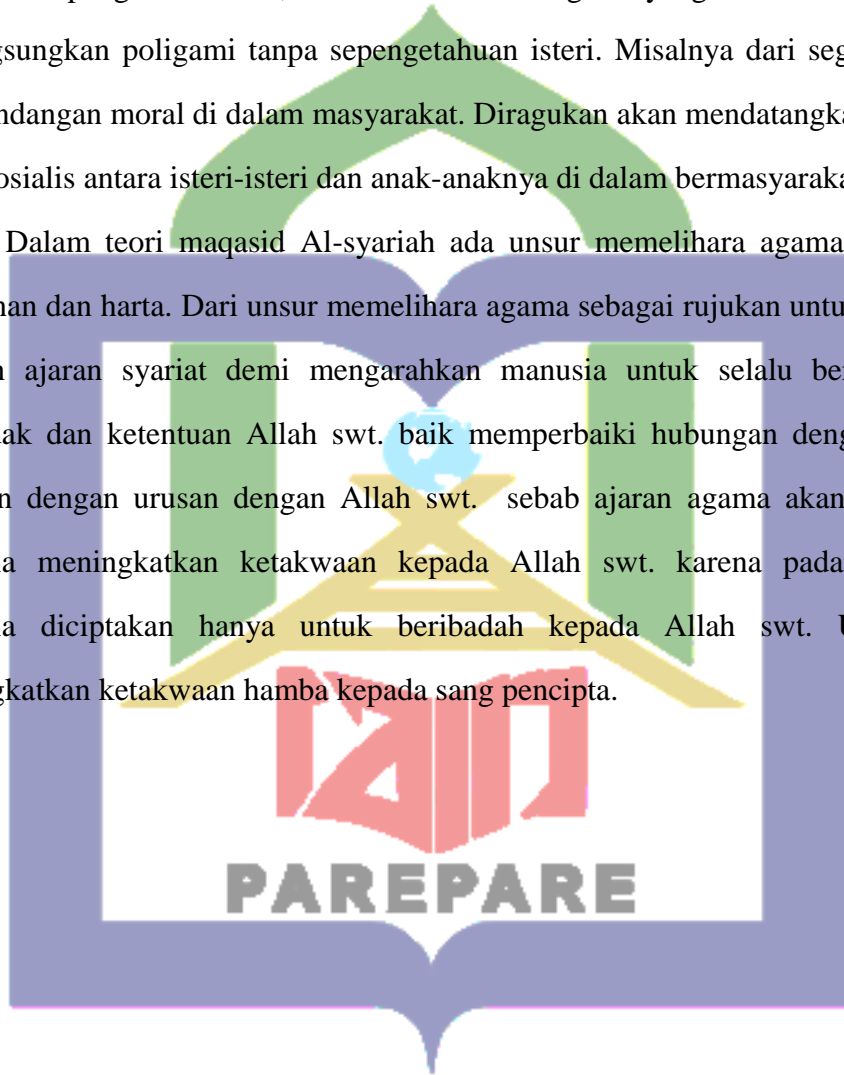 gsungkan poligami tanpa sepengetahuan isteri. Misalnya dari seg
ndangan moral di dalam masyarakat. Diragukan akan mendatangka
osialis antara isteri-isteri dan anak-anaknya di dalam bermasyaraka
Dalam teori maqasid Al-syariah ada unsur memelihara agama
nan dan harta. Dari unsur memelihara agama sebagai rujukan untu
ajaran syariat demi mengarahkan manusia untuk selalu be
dak dan ketentuan Allah swt. baik memperbaiki hubungan deng
n dengan urusan dengan Allah swt. sebab ajaran agama akan
a meningkatkan ketakwaan kepada Allah swt. karena pada
a diciptakan hanya untuk beribadah kepada Allah swt. U
gkatkan ketakwaan hamba kepada sang pencipta.
iain
PAREPARE